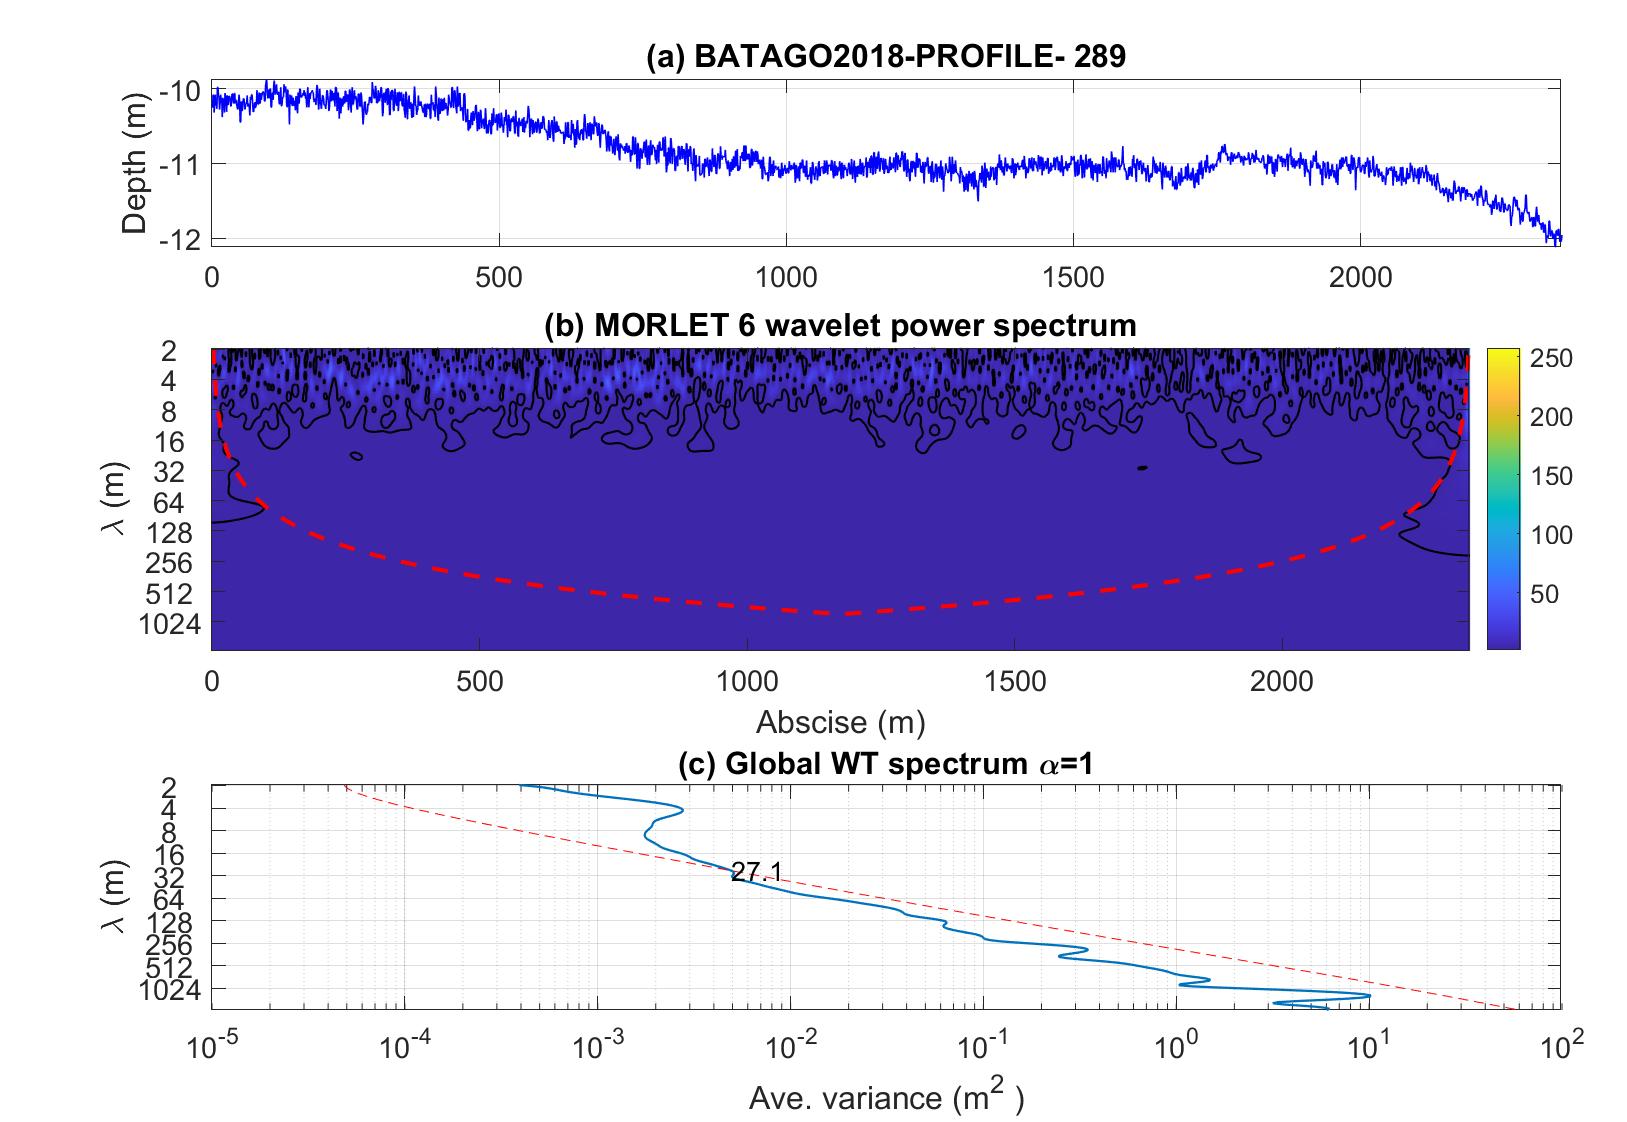 (a) BATAGO2018-PROFILE- 289
Depth (m)
-10
-11
-12
0 500 1000 1500 2000
(b) MORLET 6 wavelet power spectrum
λ (m)
2
4
8
16
32
64
128
256
512
1024
250
200
150
100
50
0 500 1000 1500 2000
Abscise (m)
(c) Global WT spectrum α=1
λ (m)
2
4
8
16
32
64
128
256
512
1024
27.1
10^-5 10^-4 10^-3 10^-2 10^-1 10^0 10^1 10^2
Ave. variance (m^2 )